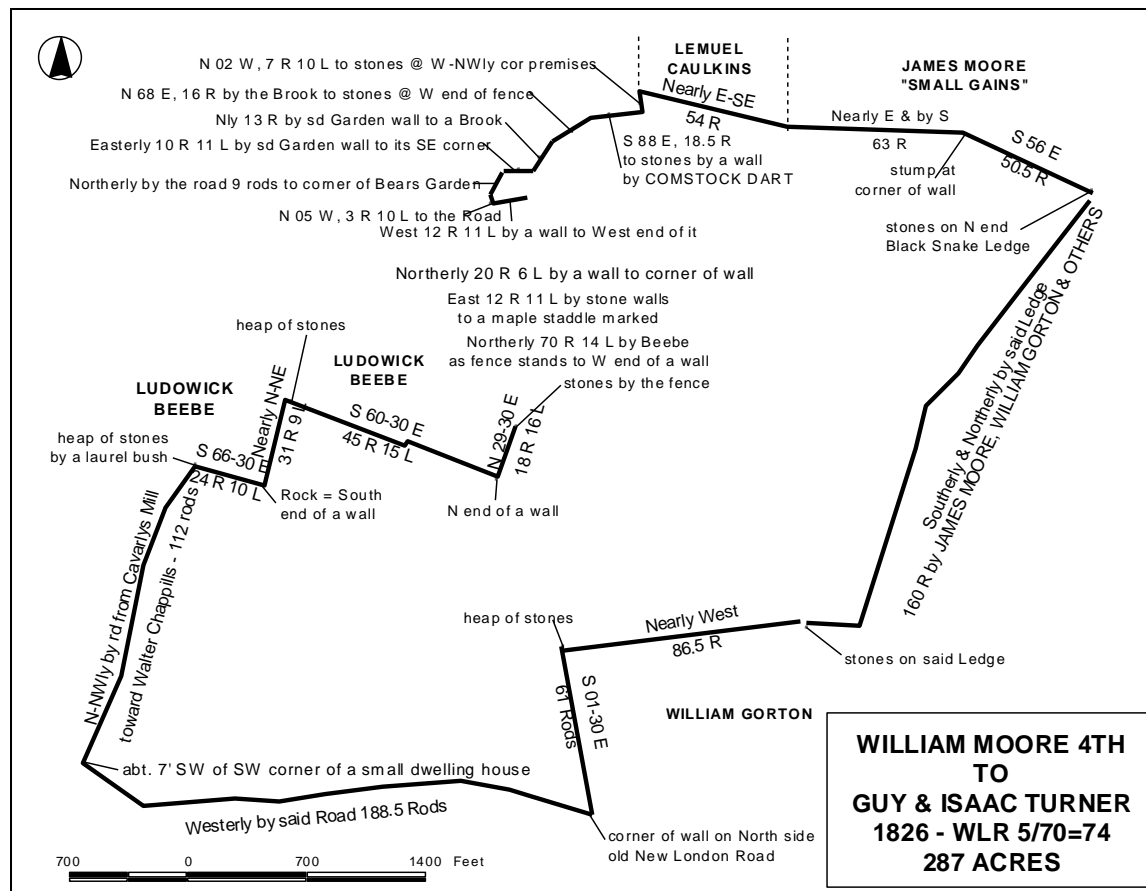 LEMUEL
CAULKINS
JAMES MOORE
"SMALL GAINS"
N 02 W, 7 R 10 L to stones @ W-NWly cor premises
N 68 E, 16 R by the Brook to stones @ W end of fence
Nly 13 R by sd Garden wall to a Brook
Easterly 10 R 11 L by sd Garden wall to its SE corner
Northerly by the road 9 rods to corner of Bears Garden
N 05 W, 3 R 10 L to the Road
West 12 R 11 L by a wall to West end of it
Nearly E-SE
54 R
S 88 E, 18.5 R
to stones by a wall
by COMSTOCK DART
Nearly E & by S
63 R
S 56 E
50.5 R
stump at
corner of wall
stones on N end
Black Snake Ledge
Northerly 20 R 6 L by a wall to corner of wall
East 12 R 11 L by stone walls
to a maple staddle marked
Northerly 70 R 14 L by Beebe
as fence stands to W end of a wall
stones by the fence
heap of stones
LUDOWICK
BEEBE
LUDOWICK
BEEBE
heap of stones
by a laurel bush
S 66-30 E
24 R 10 L
Nearly N-NE
31 R 9 L
S 60-30 E
45 R 15 L
N 29-30 E
18 R 16 L
Rock = South
end of a wall
N end of a wall
Southerly & Northerly by said Ledge
160 R by JAMES MOORE, WILLIAM GORTON & OTHERS
N-NWly by rd from Cavarlys Mill
toward Walter Chappills - 112 rods
heap of stones
Nearly West
86.5 R
stones on said Ledge
S 01-30 E
61 Rods
WILLIAM GORTON
abt. 7' SW of SW corner of a small dwelling house
Westerly by said Road 188.5 Rods
corner of wall on North side
old New London Road
WILLIAM MOORE 4TH
TO
GUY & ISAAC TURNER
1826 - WLR 5/70=74
287 ACRES
700 0 700 1400 Feet